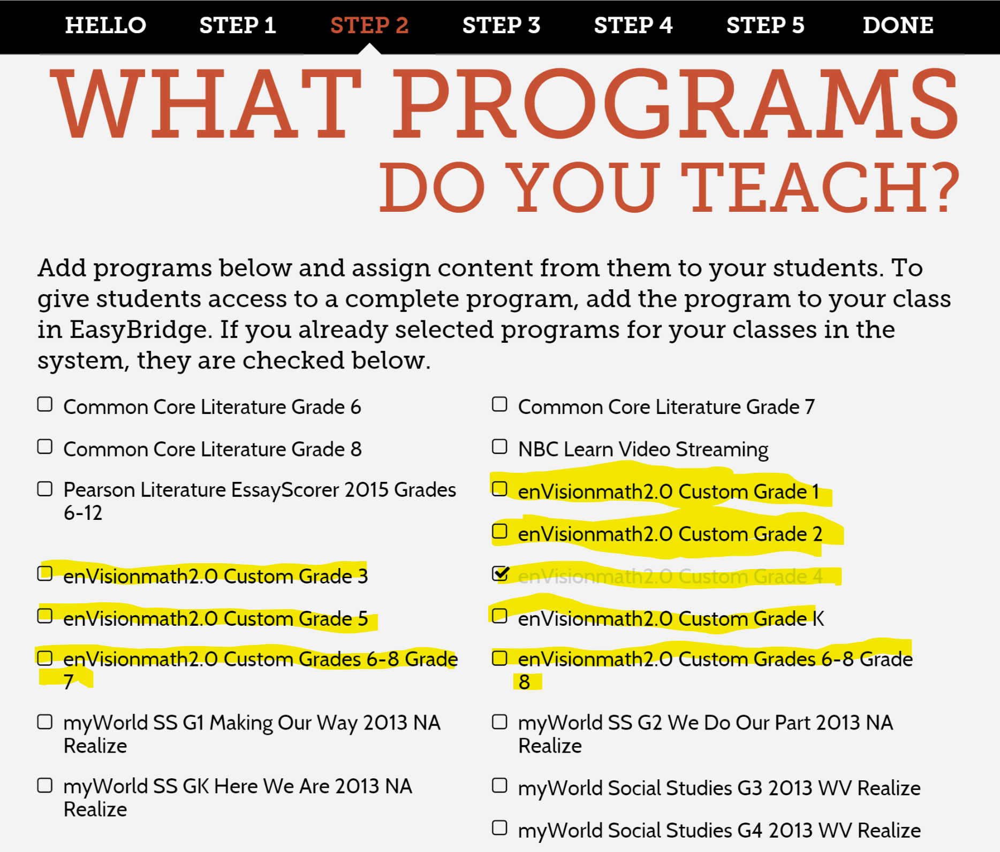 HELLO STEP 1 STEP 2 STEP 3 STEP 4 STEP 5 DONE
WHAT PROGRAMS
DO YOU TEACH?
Add programs below and assign content from them to your students. To
give students access to a complete program, add the program to your class
in EasyBridge. If you already selected programs for your classes in the
system, they are checked below.
Common Core Literature Grade 6
Common Core Literature Grade 7
Common Core Literature Grade 8
NBC Learn Video Streaming
Pearson Literature EssayScorer 2015 Grades
6-12
enVisionmath2.0 Custom Grade 1
enVisionmath2.0 Custom Grade 2
enVisionmath2.0 Custom Grade 3
enVisionmath2.0 Custom Grade 4
enVisionmath2.0 Custom Grade 5
enVisionmath2.0 Custom Grade K
enVisionmath2.0 Custom Grades 6-8 Grade
7
enVisionmath2.0 Custom Grades 6-8 Grade
8
myWorld SS G1 Making Our Way 2013 NA
Realize
myWorld SS G2 We Do Our Part 2013 NA
Realize
myWorld SS GK Here We Are 2013 NA
Realize
myWorld Social Studies G3 2013 WV Realize
myWorld Social Studies G4 2013 WV Realize